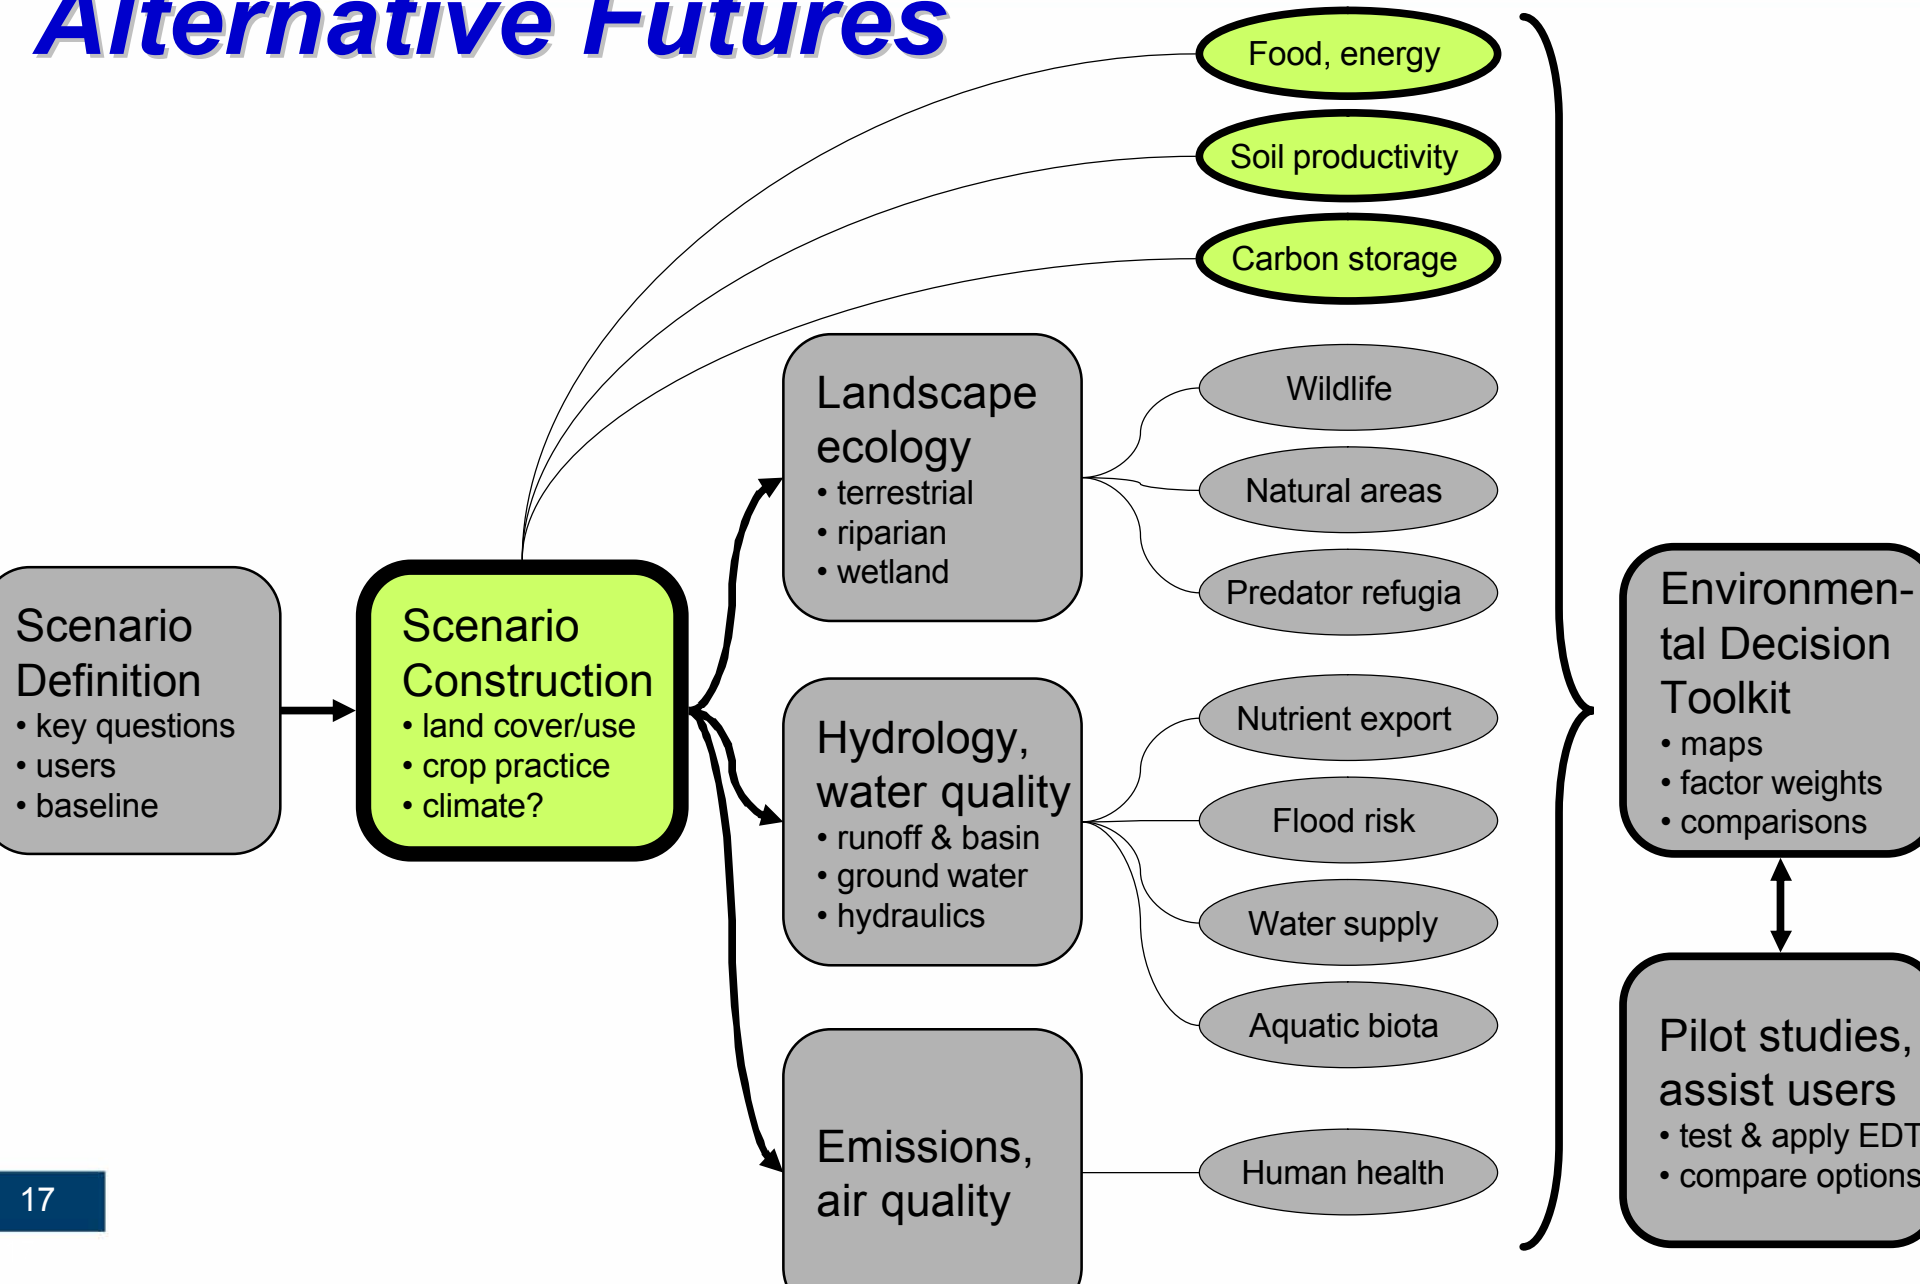 Alternative Futures
Food, energy
Soil productivity
Carbon storage
Landscape
ecology
• terrestrial
• riparian
• wetland
Wildlife
Natural areas
Predator refugia
Scenario
Definition
• key questions
• users
• baseline
Scenario
Construction
• land cover/use
• crop practice
• climate?
Hydrology,
water quality
• runoff & basin
• ground water
• hydraulics
Nutrient export
Flood risk
Water supply
Aquatic biota
Emissions,
air quality
Human health
Environmen-
tal Decision
Toolkit
• maps
• factor weights
• comparisons
Pilot studies,
assist users
• test & apply EDT
• compare options
17